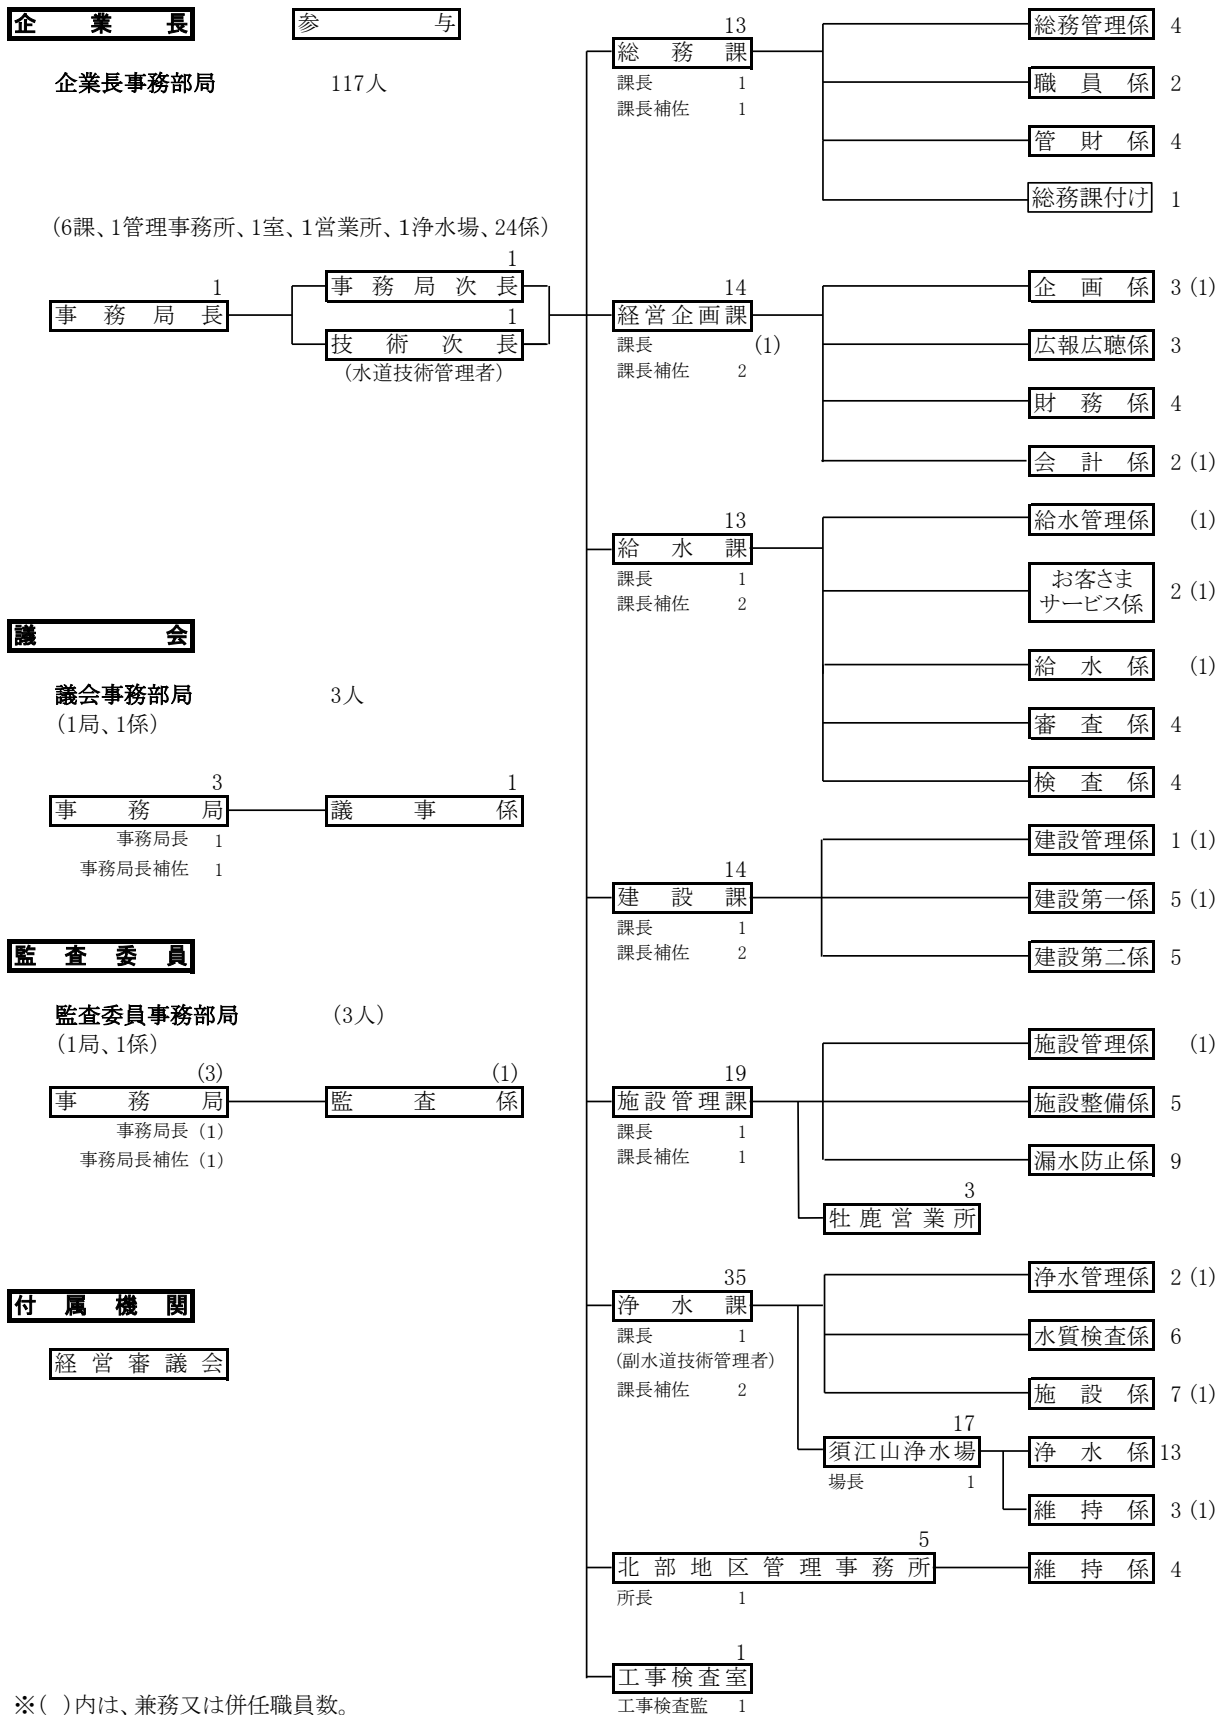 企業長
参与
企業長事務部局 117人
(6課、1管理事務所、1室、1営業所、1浄水場、24係)
1
事務局長
1
事務局次長
1
技術次長
(水道技術管理者)
議会
議会事務部局 3人
(1局、1係)
3
事務局
事務局長 1
事務局長補佐 1
1
議事係
監査委員
監査委員事務部局 (3人)
(1局、1係)
(3)
事務局
事務局長 (1)
事務局長補佐 (1)
(1)
監査係
付属機関
経営審議会
※( )内は、兼務又は併任職員数。
13
総務課
課長 1
課長補佐 1
総務管理係 4
職員係 2
管財係 4
総務課付け 1
14
経営企画課
課長 (1)
課長補佐 2
企画係 3 (1)
広報広聴係 3
財務係 4
会計係 2 (1)
13
給水課
課長 1
課長補佐 2
給水管理係 (1)
お客さま
サービス係 2 (1)
給水係 (1)
審査係 4
検査係 4
14
建設課
課長 1
課長補佐 2
建設管理係 1 (1)
建設第一係 5 (1)
建設第二係 5
19
施設管理課
課長 1
課長補佐 1
施設管理係 (1)
施設整備係 5
漏水防止係 9
3
牡鹿営業所
35
浄水課
課長 1
(副水道技術管理者)
課長補佐 2
浄水管理係 2 (1)
水質検査係 6
施設係 7 (1)
17
須江山浄水場
場長 1
浄水係 13
維持係 3 (1)
5
北部地区管理事務所
所長 1
維持係 4
1
工事検査室
工事検査監 1